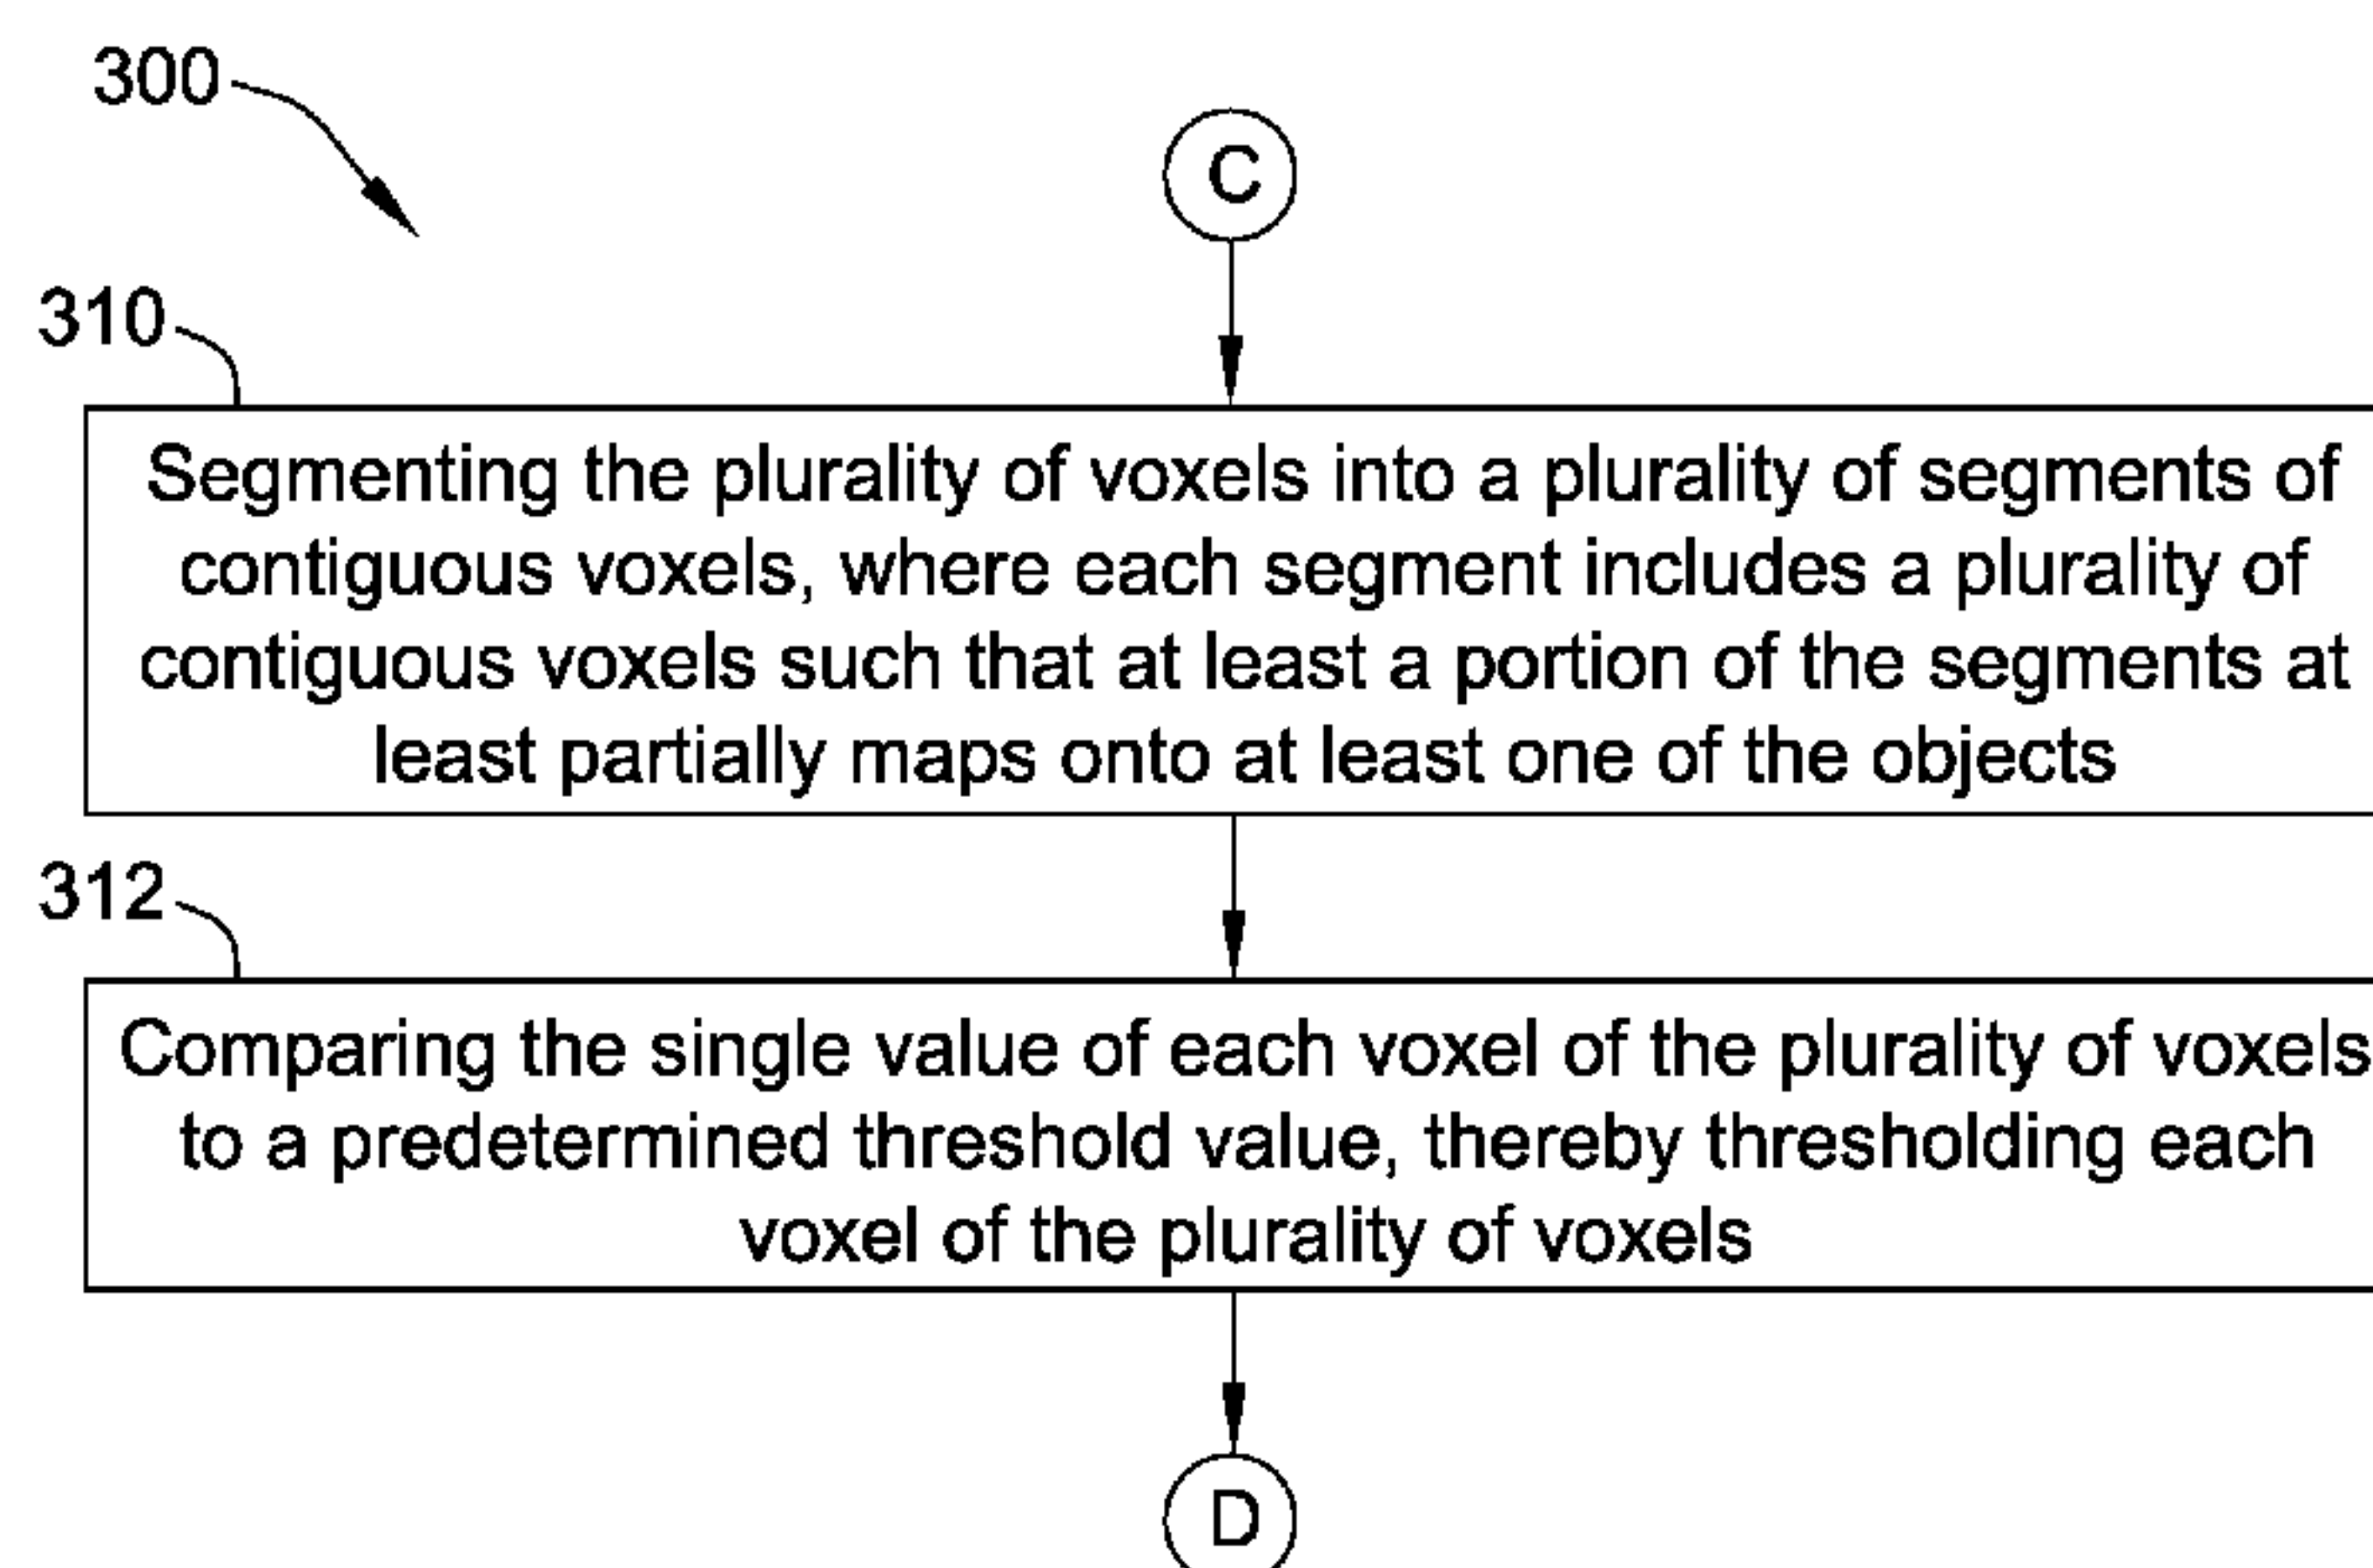 300
C
310
Segmenting the plurality of voxels into a plurality of segments of
contiguous voxels, where each segment includes a plurality of
contiguous voxels such that at least a portion of the segments at
least partially maps onto at least one of the objects
312
Comparing the single value of each voxel of the plurality of voxels
to a predetermined threshold value, thereby thresholding each
voxel of the plurality of voxels
D